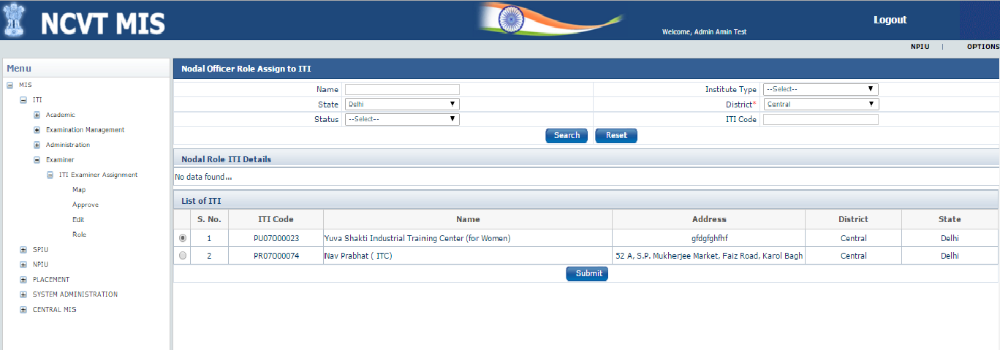 NCVT MIS
Logout
Welcome, Admin Amin Test
NPIU | OPTIONS
Menu
MIS
ITI
Academic
Examination Management
Administration
Examiner
ITI Examiner Assignment
Map
Approve
Edit
Role
SPIU
NPIU
PLACEMENT
SYSTEM ADMINISTRATION
CENTRAL MIS
Nodal Officer Role Assign to ITI
Name Institute Type --Select--
State Delhi District* Central
Status --Select-- ITI Code
Search Reset
Nodal Role ITI Details
No data found...
List of ITI
S. No. ITI Code Name Address District State
1 PU07000023 Yuva Shakti Industrial Training Center (for Women) gfdgfghfhf Central Delhi
2 PR07000074 Nav Prabhat ( ITC) 52 A, S.P. Mukherjee Market, Faiz Road, Karol Bagh Central Delhi
Submit